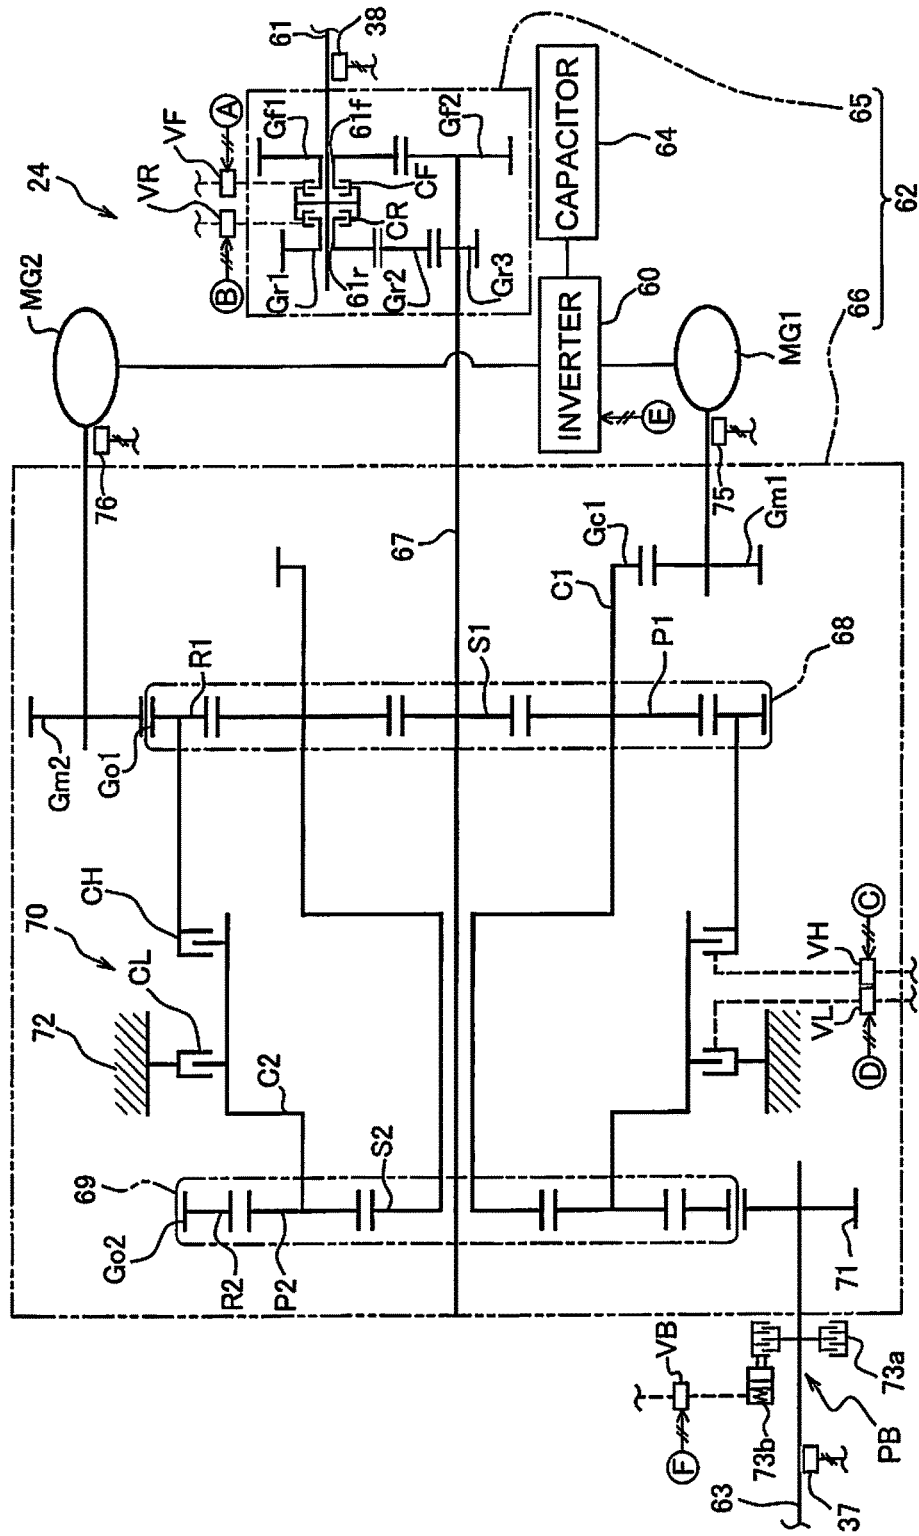 61
38
A
VF
VR
B
24
Gf1
61f
Gf2
CF
CR
Gr1
61r
Gr2
Gr3
CAPACITOR
64
65
62
66
MG2
INVERTER
60
E
MG1
76
75
67
Gc1
Gm1
C1
R1
S1
P1
68
Gm2
Go1
CH
70
CL
72
VH
C
VL
D
C2
S2
69
Go2
R2
P2
71
VB
F
73b
73a
PB
63
37